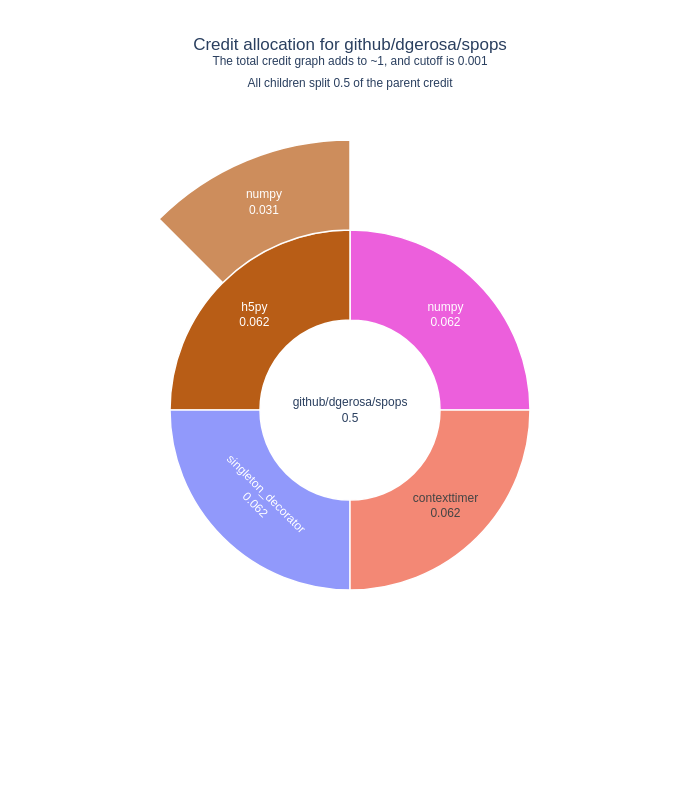 Credit allocation for github/dgerosa/spops
The total credit graph adds to ~1, and cutoff is 0.001
All children split 0.5 of the parent credit
numpy
0.031
h5py
0.062
numpy
0.062
github/dgerosa/spops
0.5
singleton_decorator
0.062
contexttimer
0.062